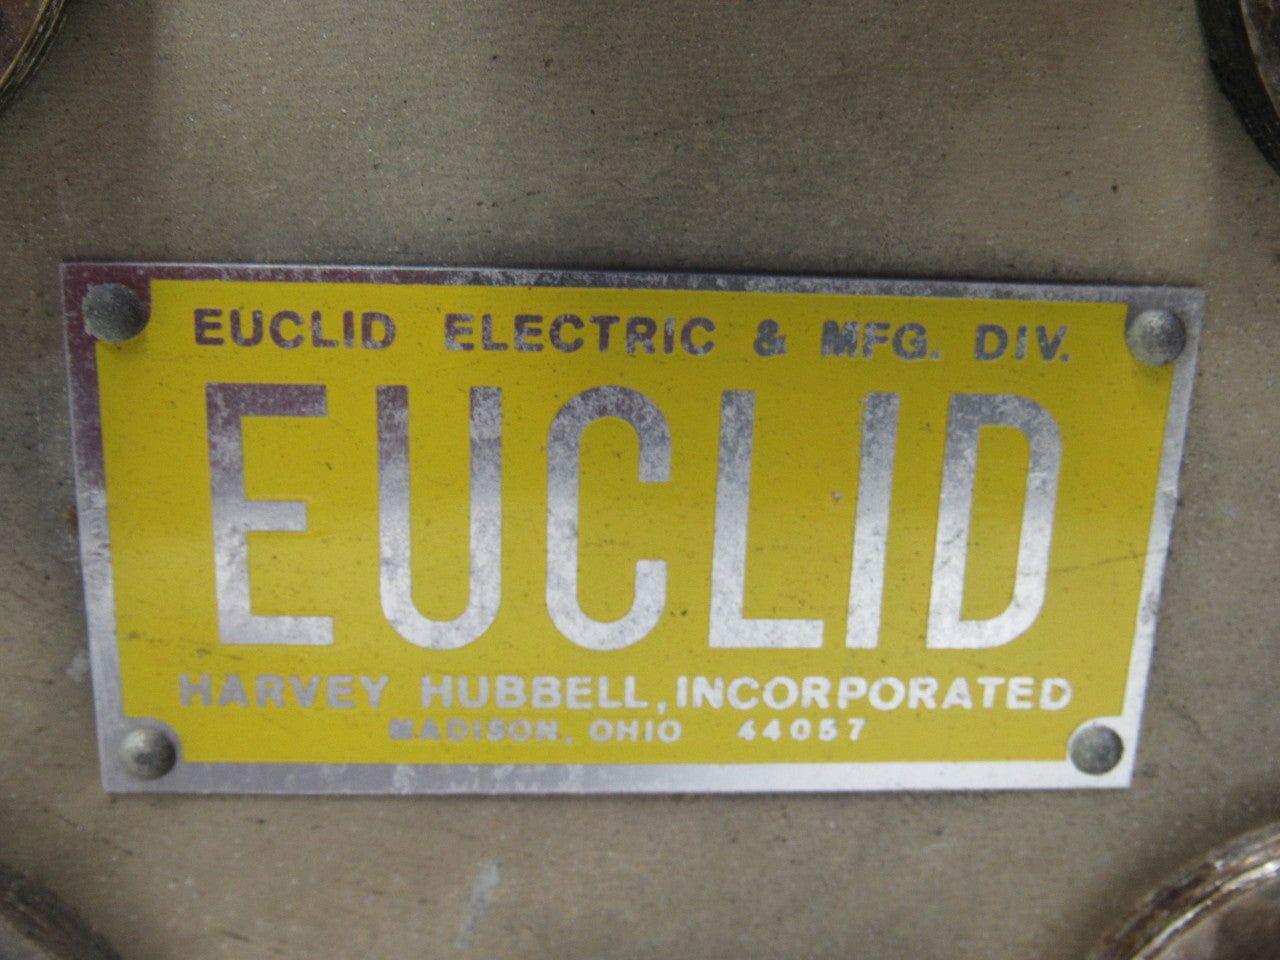 EUCLID ELECTRIC & MFG. DIV.
EUCLID
HARVEY HUBBELL, INCORPORATED
MADISON, OHIO 44057